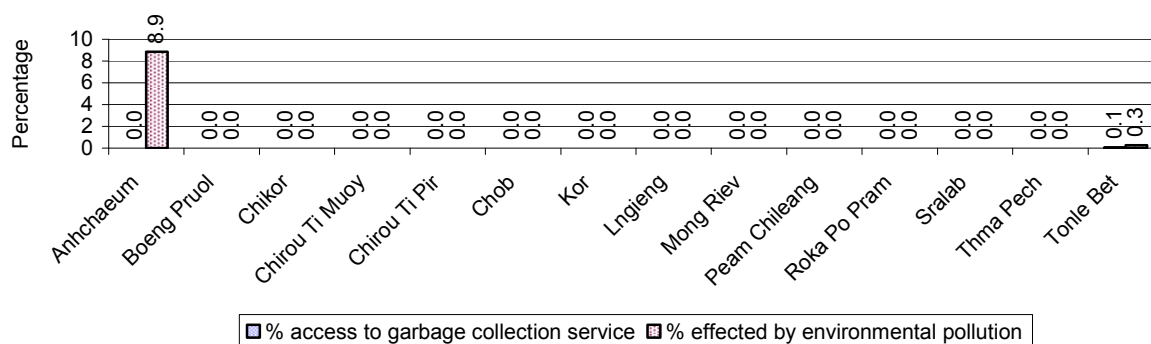 Percentage
10
8
6
4
2
0
0.0 8.9
0.0 0.0
0.0 0.0
0.0 0.0
0.0 0.0
0.0 0.0
0.0 0.0
0.0 0.0
0.0 0.0
0.0 0.0
0.0 0.0
0.0 0.0
0.0 0.0
0.1 0.3
Anhchaeum
Boeng Pruol
Chikor
Chirou Ti Muoy
Chirou Ti Pir
Chob
Kor
Lngieng
Mong Riev
Peam Chileang
Roka Po Pram
Sralab
Thma Pech
Tonle Bet
% access to garbage collection service % effected by environmental pollution